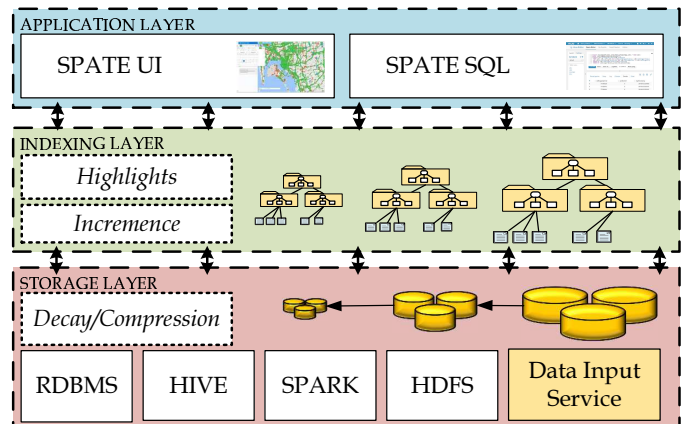 APPLICATION LAYER
SPATE UI
SPATE SQL
INDEXING LAYER
Highlights
Incremence
STORAGE LAYER
Decay/Compression
RDBMS
HIVE
SPARK
HDFS
Data Input
Service